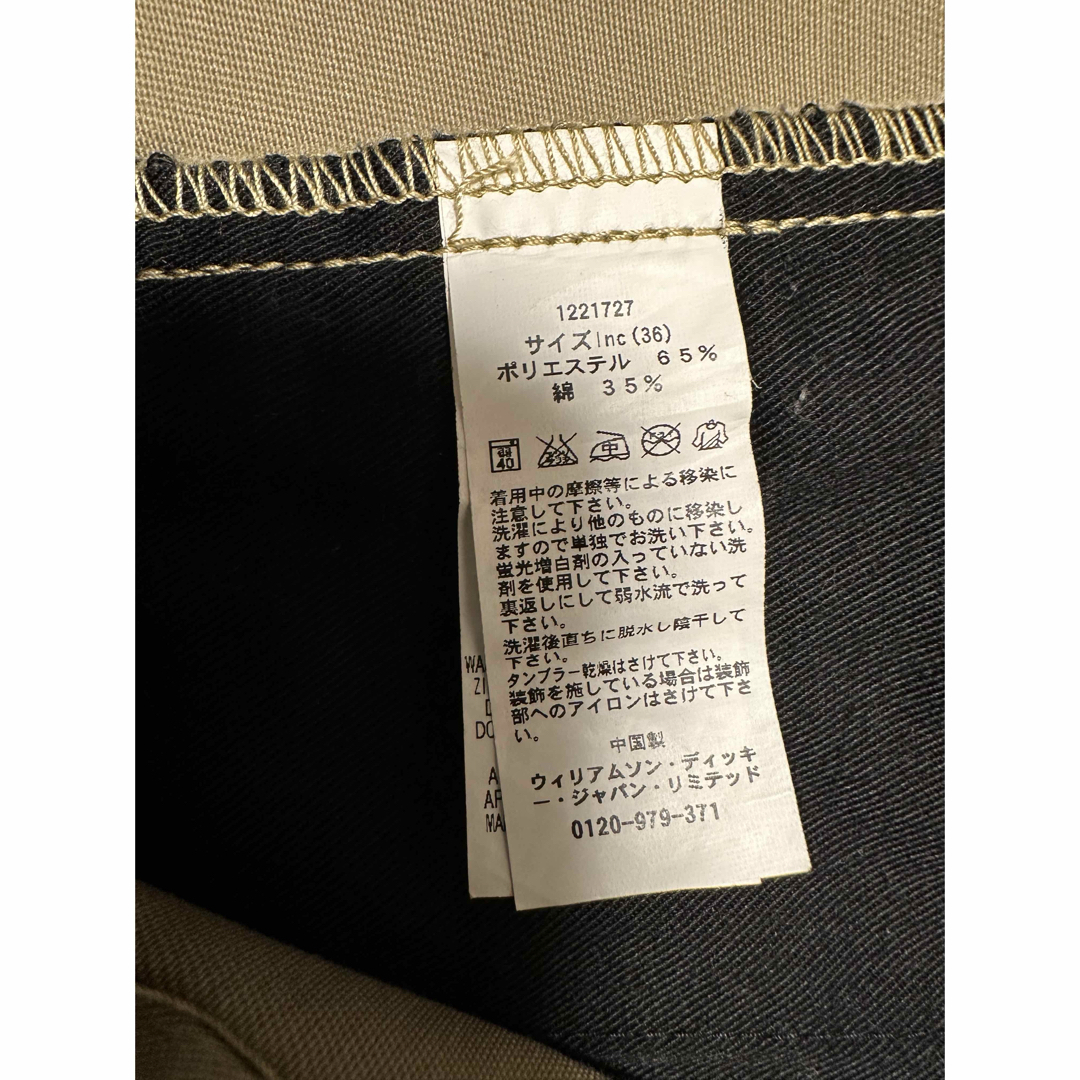 1221727
サイズInc(36)
ポリエステル 65%
綿 35%
40 中
着用中の摩擦等による移染に
注意して下さい。
洗濯により他のものに移染し
ますので単独でお洗い下さい。
蛍光増白剤の入っていない洗
剤を使用して下さい。
裏返しにして弱水流で洗って
下さい。
洗濯後直ちに脱水し陰干して
下さい。
タンブラー乾燥はさけて下さい。
装飾を施している場合は装飾
部へのアイロンはさけて下さ
い。
中国製
ウィリアムソン・ディッキ
ー・ジャパン・リミテッド
0120-979-371